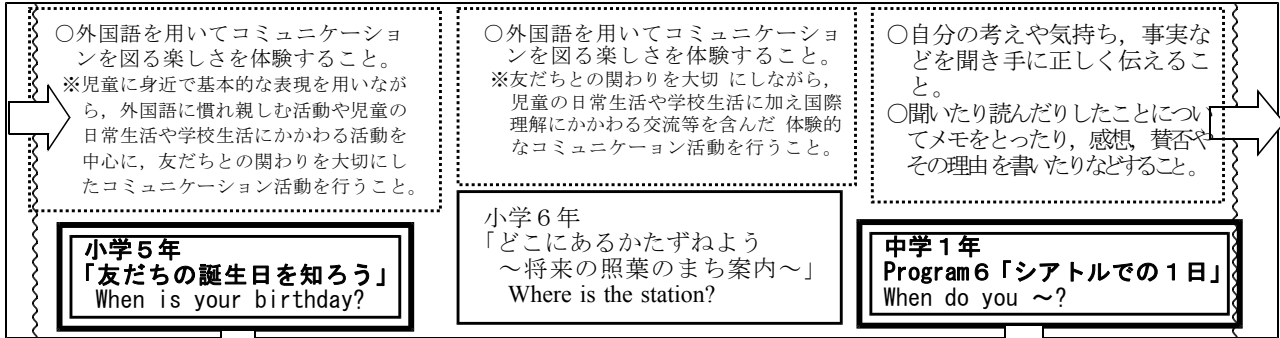 ○外国語を用いてコミュニケーショ
ンを図る楽しさを体験すること。
※児童に身近で基本的な表現を用いなが
ら，外国語に慣れ親しむ活動や児童の
日常生活や学校生活にかかわる活動を
中心に，友だちとの関わりを大切にし
たコミュニケーション活動を行うこと。
小学５年
「友だちの誕生日を知ろう」
When is your birthday?
○外国語を用いてコミュニケーショ
ンを図る楽しさを体験すること。
※友だちとの関わりを大切 にしながら，
児童の日常生活や学校生活に加え国際
理解にかかわる交流等を含んだ 体験的
なコミュニケーション活動を行うこと。
小学６年
「どこにあるかたずねよう
～将来の照葉のまち案内～」
Where is the station?
○自分の考えや気持ち，事実な
どを聞き手に正しく伝えるこ
と。
○聞いたり読んだりしたことについ
てメモをとったり，感想，賛否や
その理由を書いたりなどすること。
中学１年
Program６「シアトルでの１日」
When do you ～?